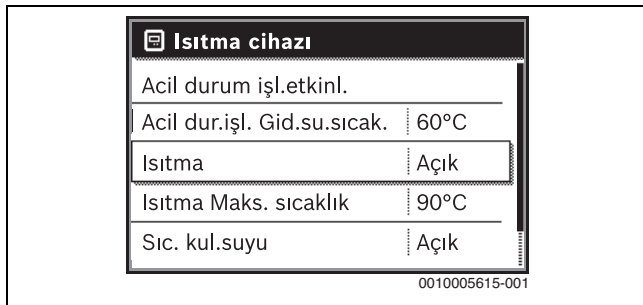 Isıtma cihazı
Acil durum işl.etkinl.
Acil dur.işl. Gid.su.sıcak. 60°C
Isıtma Açık
Isıtma Maks. sıcaklık 90°C
Sıc. kul.suyu Açık
0010005615-001